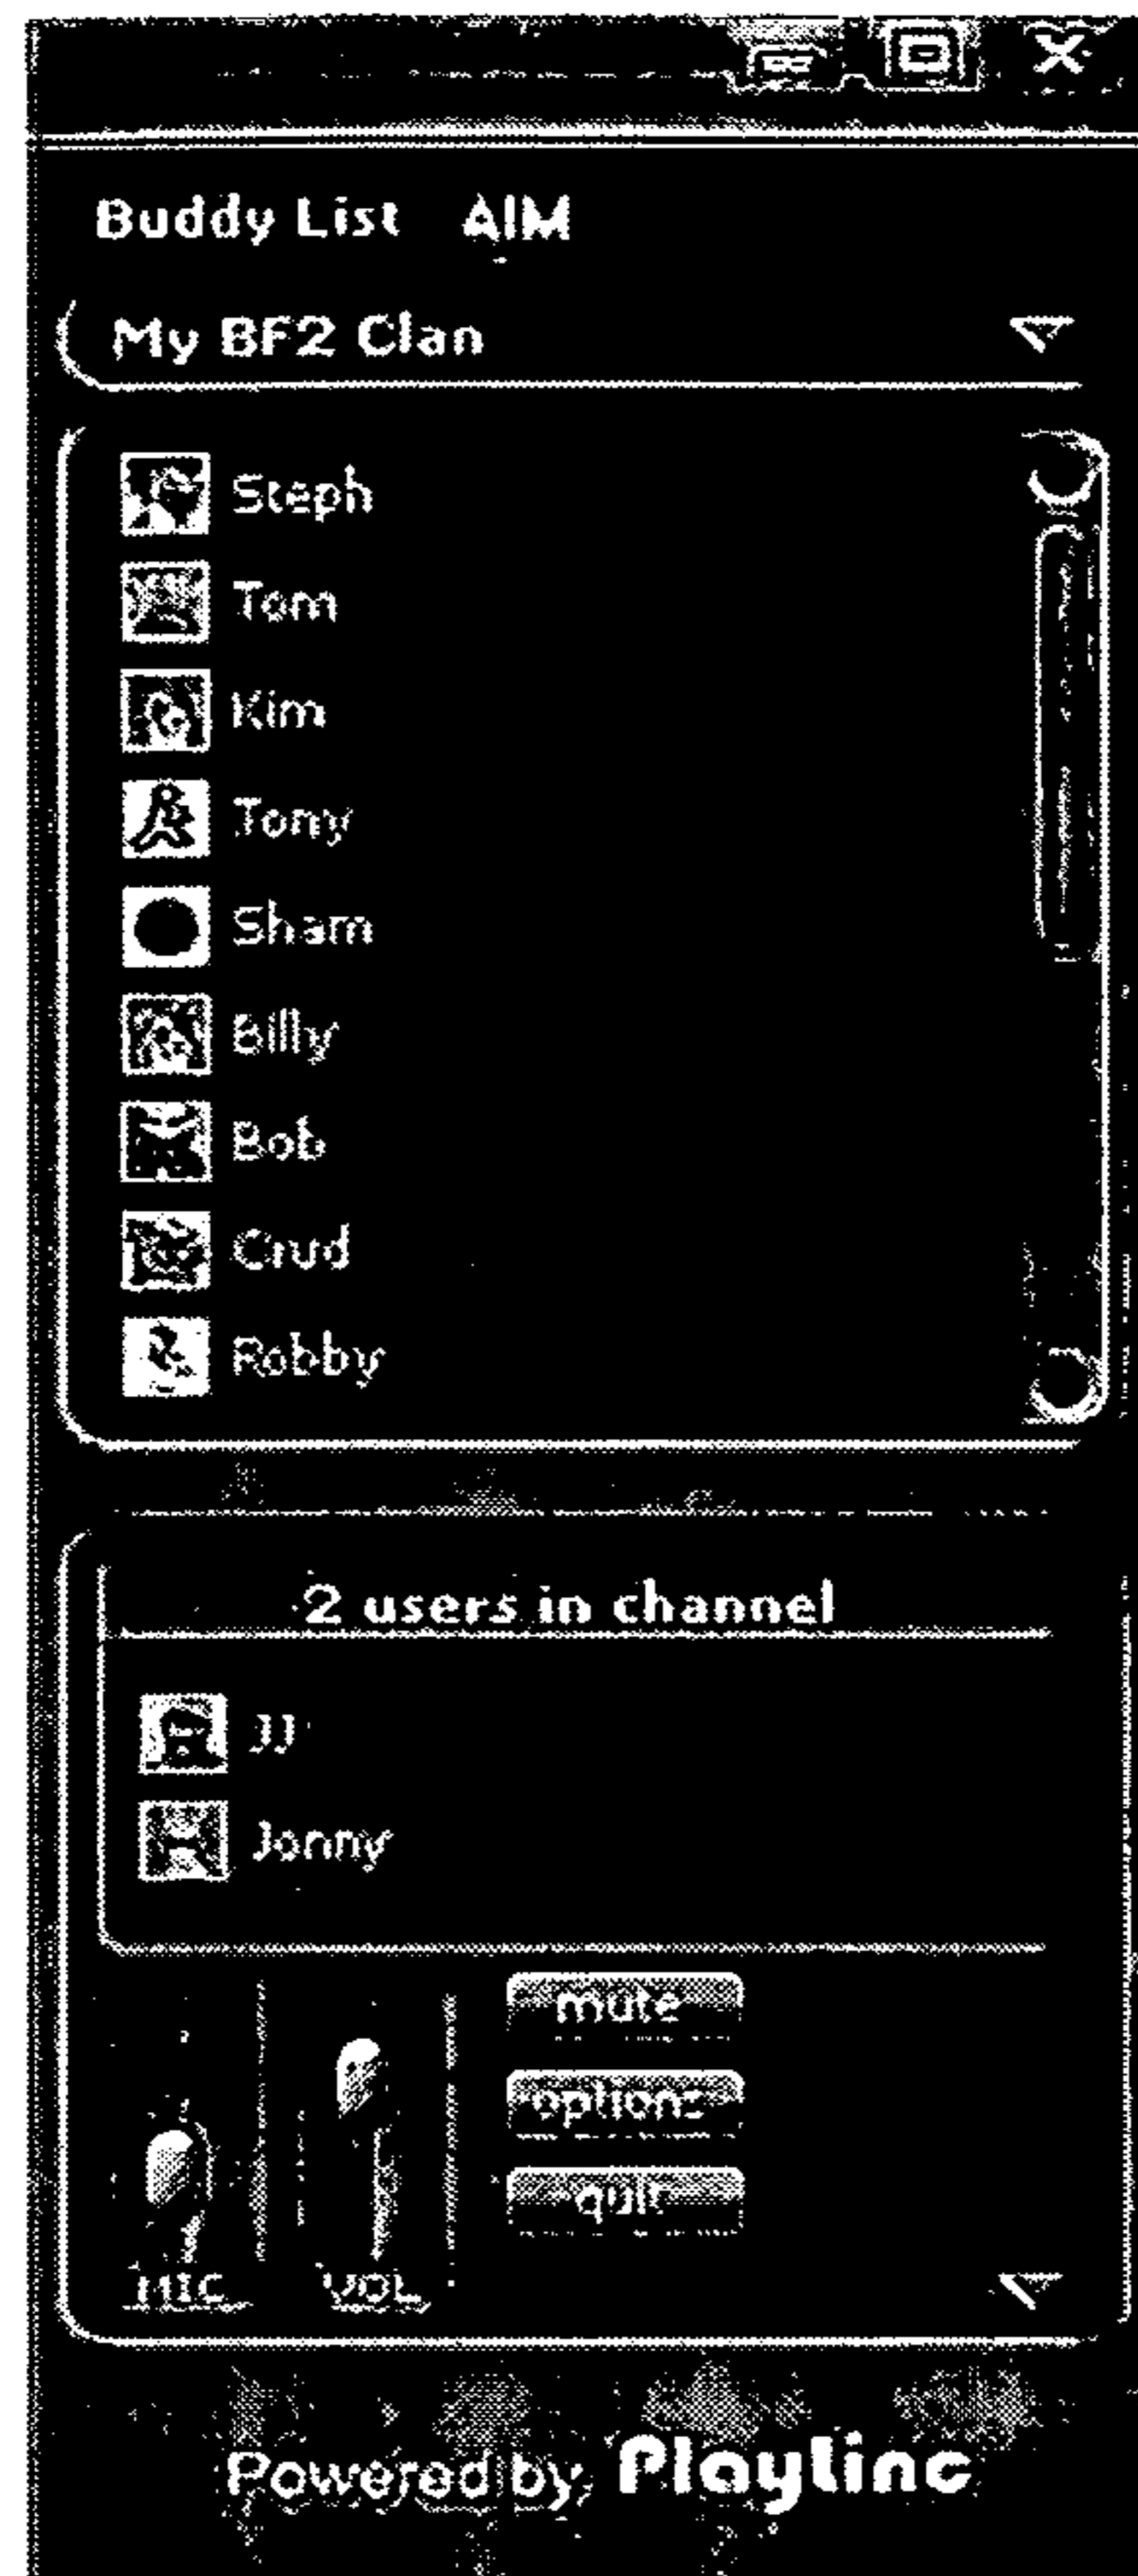 Buddy List AIM
My BF2 Clan
Steph
Tom
Kim
Tony
Sham
Billy
Bob
Crud
Robby
2 users in channel
JJ
Jonny
mute
options
quit
MIC VOL
Powered by PlayLinc